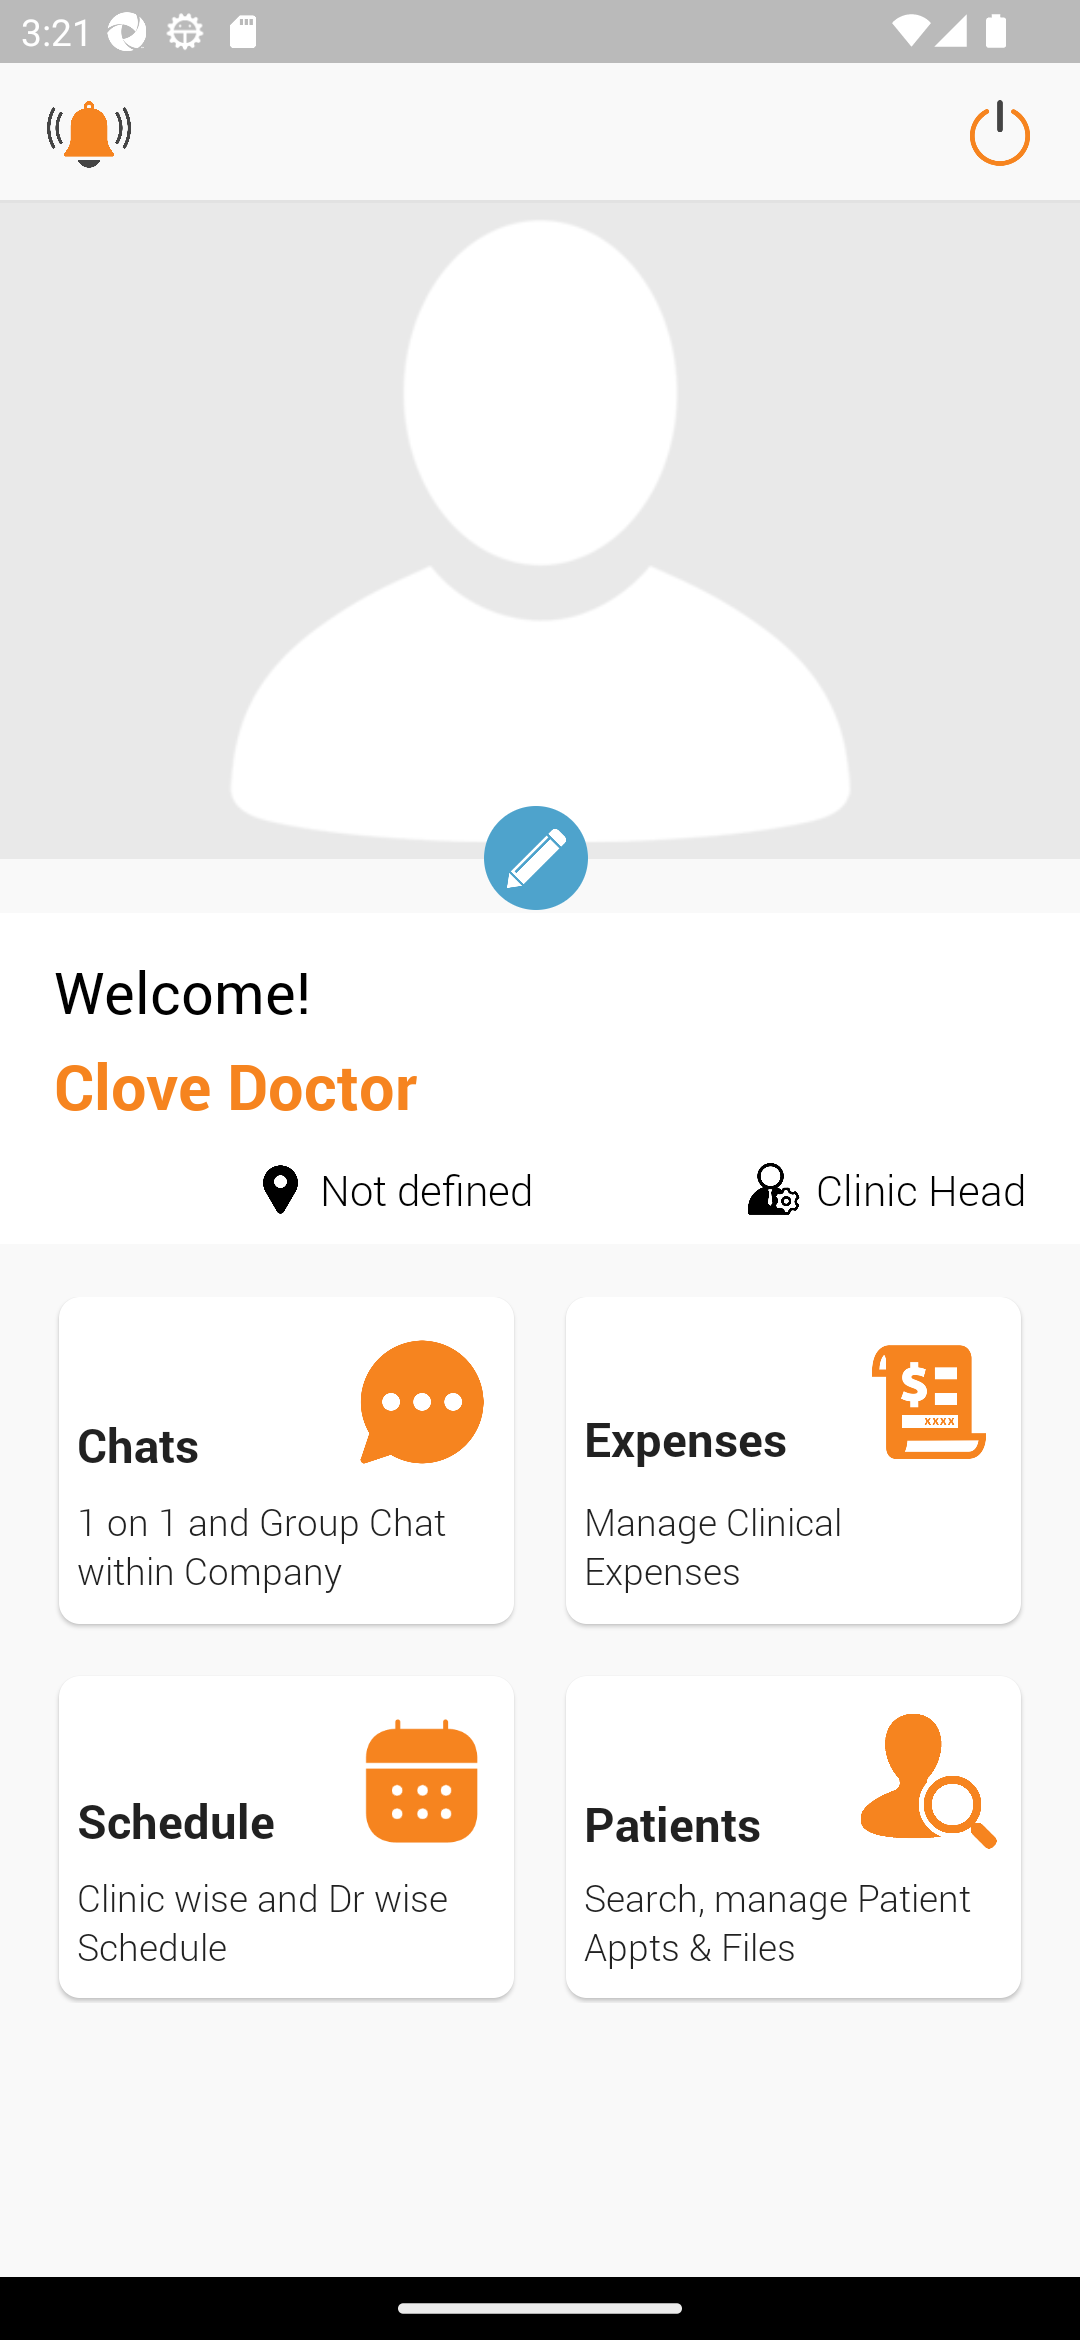 3:21
Welcome!
Clove Doctor
Not defined
Clinic Head
Chats
1 on 1 and Group Chat
within Company
Expenses
$
xxxx
Manage Clinical
Expenses
Schedule
Clinic wise and Dr wise
Schedule
Patients
Search, manage Patient
Appts & Files